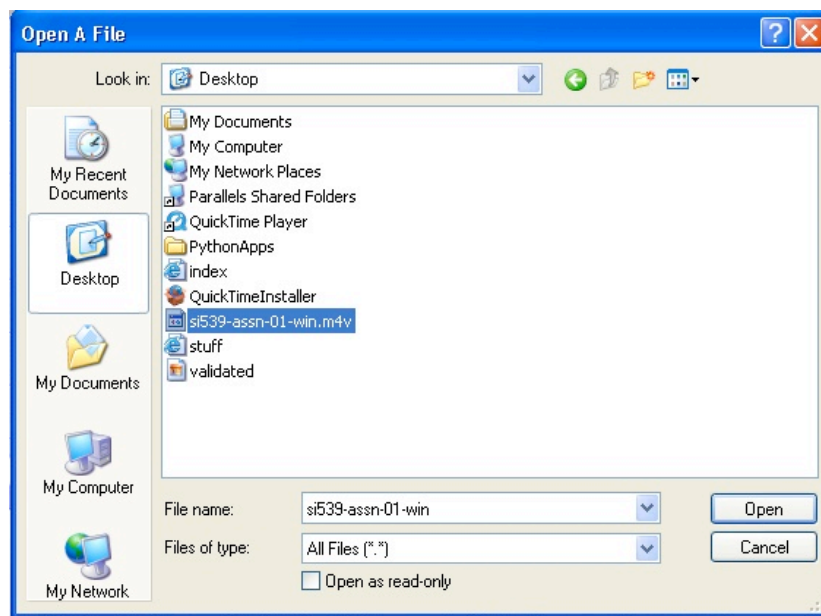 Open A File
Look in:
Desktop
My Recent
Documents
Desktop
My Documents
My Computer
My Network
My Documents
My Computer
My Network Places
Parallels Shared Folders
QuickTime Player
PythonApps
index
QuickTimeInstaller
si539-assn-01-win.m4v
stuff
validated
File name:
si539-assn-01-win
Open
Files of type:
All Files (*.*)
Cancel
Open as read-only